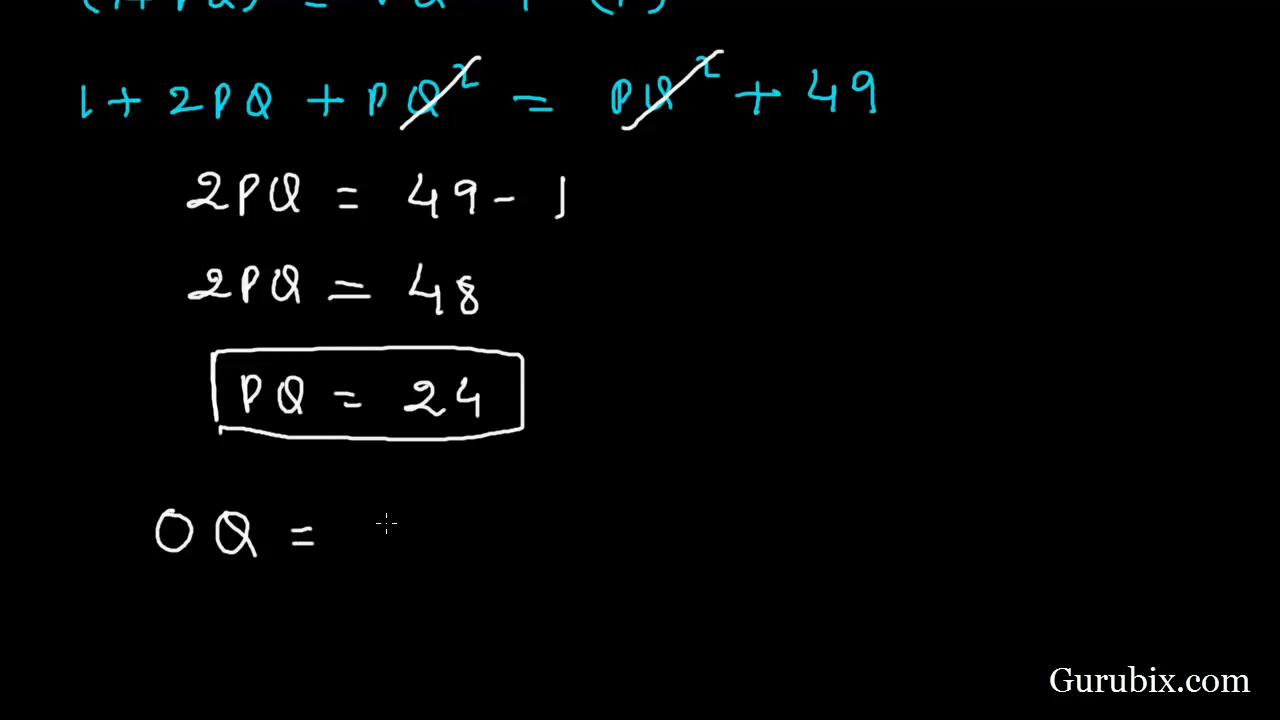 1 + 2PQ + PQ² = PQ² + 49
2PQ = 49 - 1
2PQ = 48
PQ = 24
OQ =
Gurubix.com